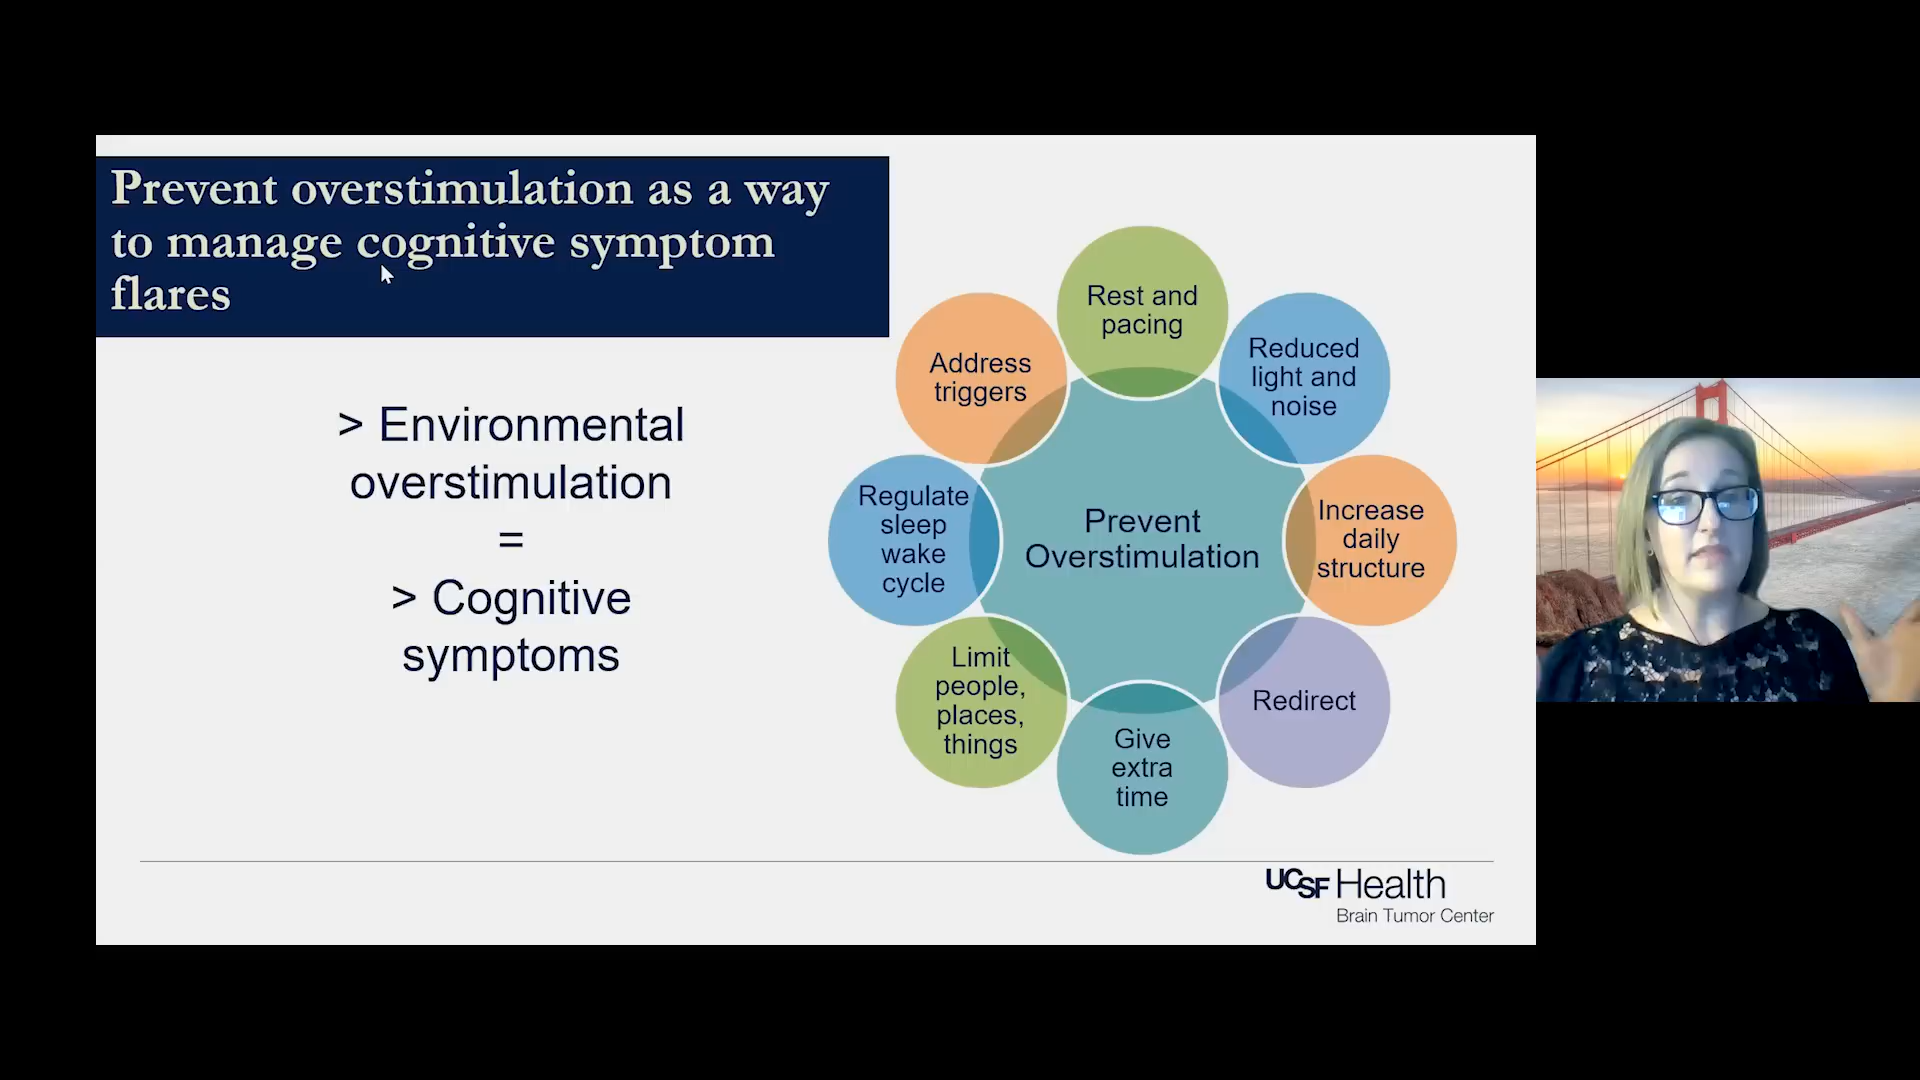 Prevent overstimulation as a way
to manage cognitive symptom
flares
> Environmental
overstimulation
=
> Cognitive
symptoms
Rest and
pacing
Reduced
light and
noise
Increase
daily
structure
Redirect
Give
extra
time
Limit
people,
places,
things
Regulate
sleep
wake
cycle
Address
triggers
Prevent
Overstimulation
UCSF Health
Brain Tumor Center